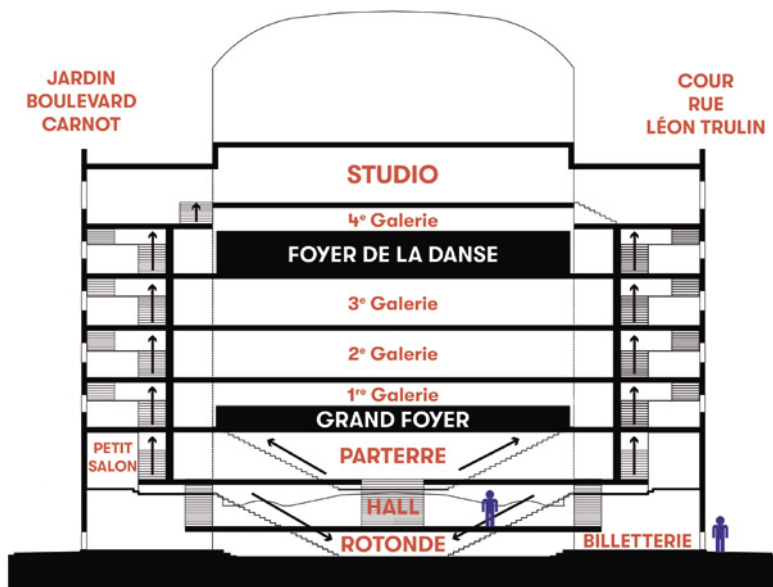 JARDIN
BOULEVARD
CARNOT
COUR
RUE
LÉON TRULIN
STUDIO
4e Galerie
FOYER DE LA DANSE
3e Galerie
2e Galerie
1re Galerie
GRAND FOYER
PETIT
SALON
PARTERRE
HALL
ROTONDE
BILLETTERIE